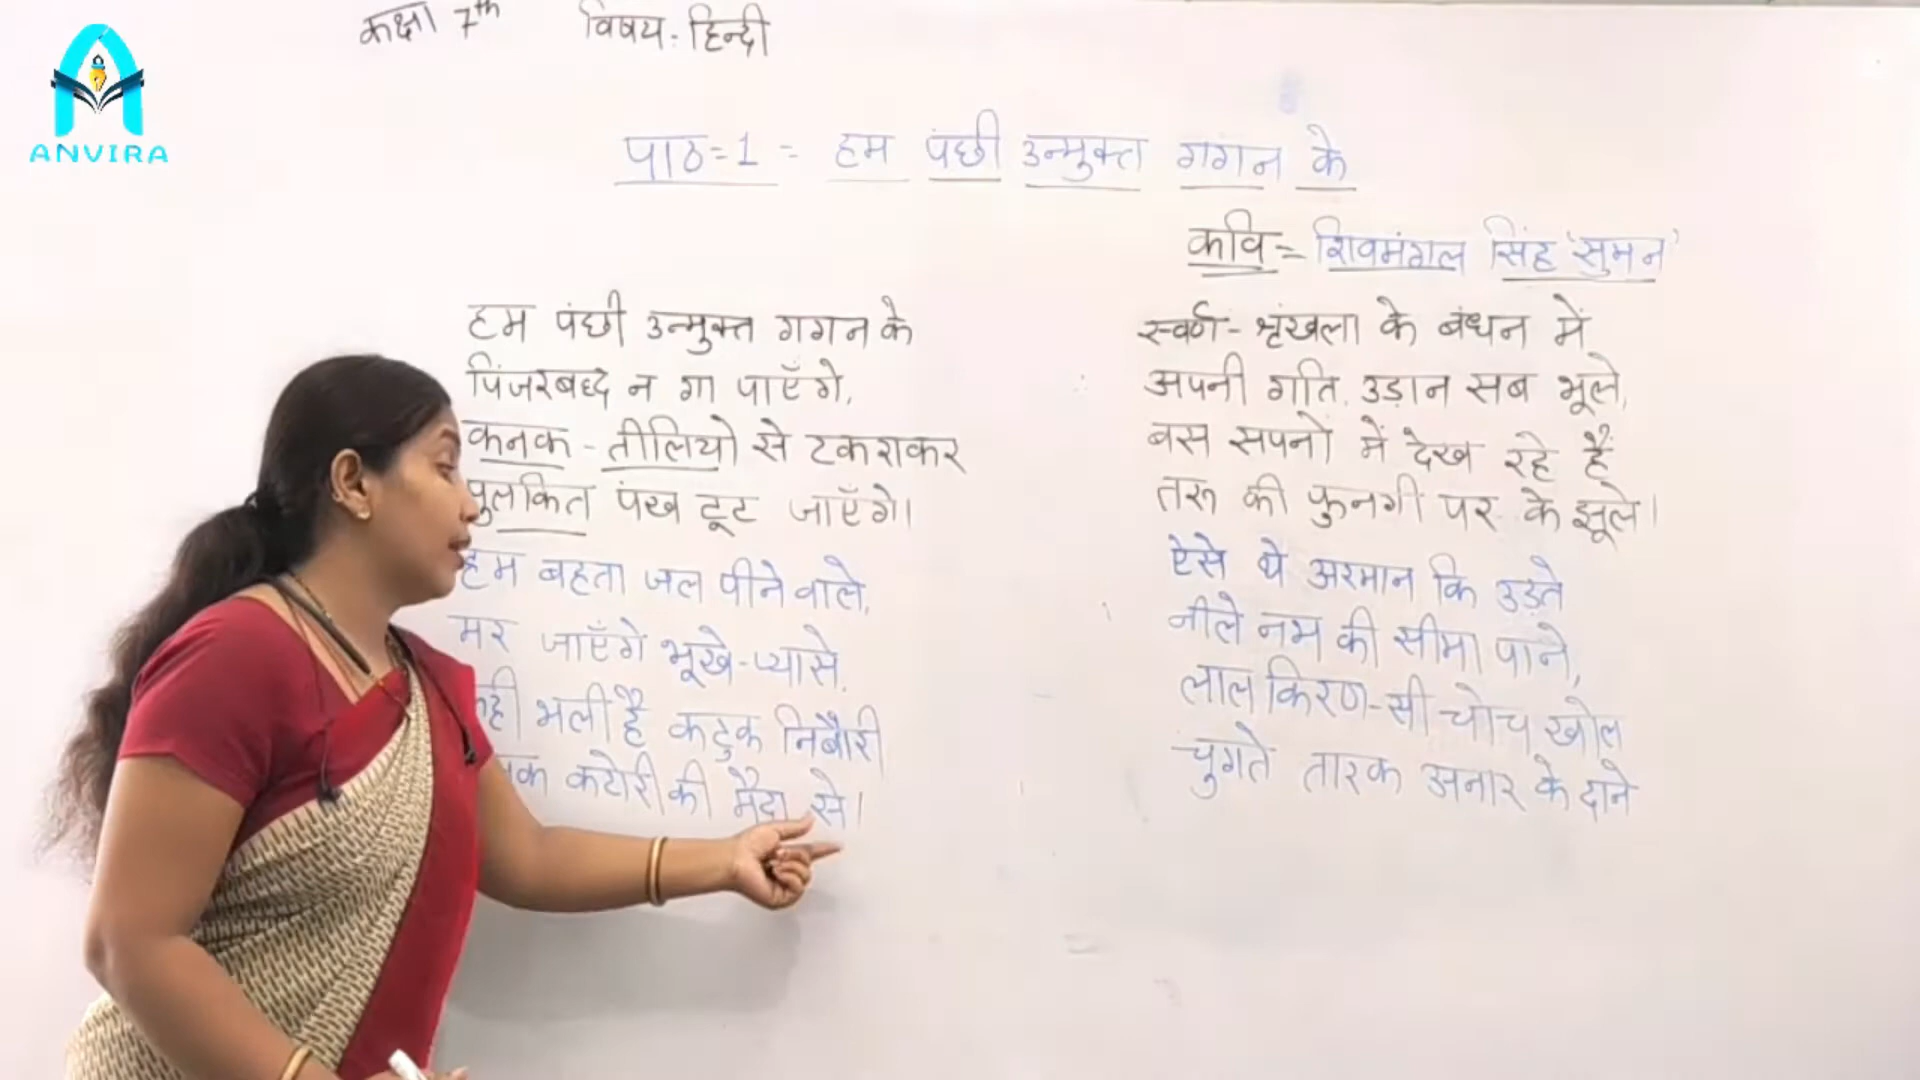 कक्षा 7th विषय: हिन्दी
ANVIRA
पाठ=1 = हम पंछी उन्मुक्त गगन के
कवि = शिवमंगल सिंह 'सुमन'
हम पंछी उन्मुक्त गगन के
पिंजरबध्द न गा पाएँगे,
कनक - तीलियो से टकराकर
पुलकित पंख टूट जाएँगे।
हम बहता जल पीने वाले,
मर जाएँगे भूखे-प्यासे,
भली है कटुक निबौरी
कटोरी की मैदा से।
स्वर्ण - श्रृंखला के बंधन में
अपनी गति, उड़ान सब भूले,
बस सपनो में देख रहे हैं
तरू की फुनगी पर के झूले।
ऐसे थे अरमान कि उड़ते
नीले नभ की सीमा पाने,
लाल किरण-सी चोच खोल
चुगते तारक अनार के दाने